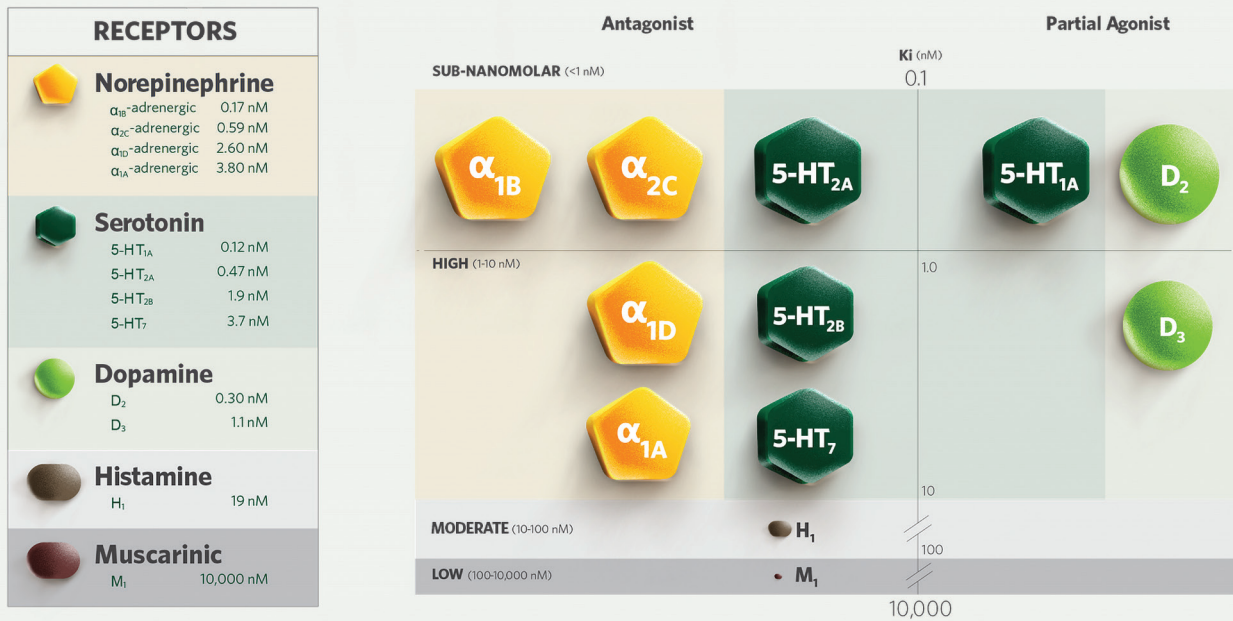 RECEPTORS
Norepinephrine
α1B-adrenergic 0.17 nM
α2C-adrenergic 0.59 nM
α1D-adrenergic 2.60 nM
α1A-adrenergic 3.80 nM
Serotonin
5-HT1A 0.12 nM
5-HT2A 0.47 nM
5-HT2B 1.9 nM
5-HT7 3.7 nM
Dopamine
D2 0.30 nM
D3 1.1 nM
Histamine
H1 19 nM
Muscarinic
M1 10,000 nM
Antagonist Partial Agonist
Ki (nM)
SUB-NANOMOLAR (<1 nM) 0.1
α1B α2C 5-HT2A 5-HT1A D2
HIGH (1-10 nM) 1.0
α1D 5-HT2B D3
α1A 5-HT7
10
MODERATE (10-100 nM) H1
100
LOW (100-10,000 nM) M1
10,000